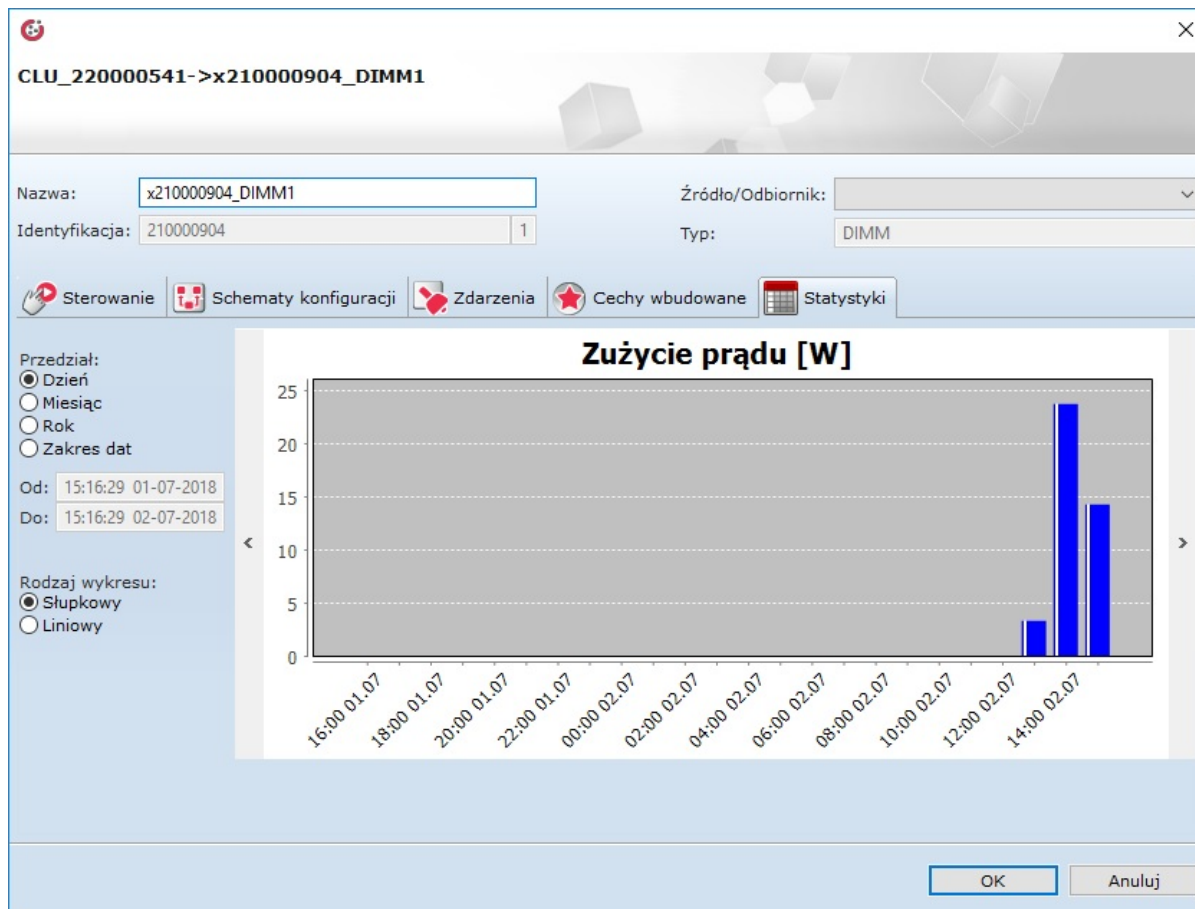 CLU_220000541->x210000904_DIMM1
Nazwa: x210000904_DIMM1
Źródło/Odbiornik:
Identyfikacja: 210000904 1
Typ: DIMM
Sterowanie
Schematy konfiguracji
Zdarzenia
Cechy wbudowane
Statystyki
Przedział:
Dzień
Miesiąc
Rok
Zakres dat
Od: 15:16:29 01-07-2018
Do: 15:16:29 02-07-2018
Rodzaj wykresu:
Słupkowy
Liniowy
<
Zużycie prądu [W]
25
20
15
10
5
0
16:00 01.07
18:00 01.07
20:00 01.07
22:00 01.07
00:00 02.07
02:00 02.07
04:00 02.07
06:00 02.07
08:00 02.07
10:00 02.07
12:00 02.07
14:00 02.07
>
OK
Anuluj